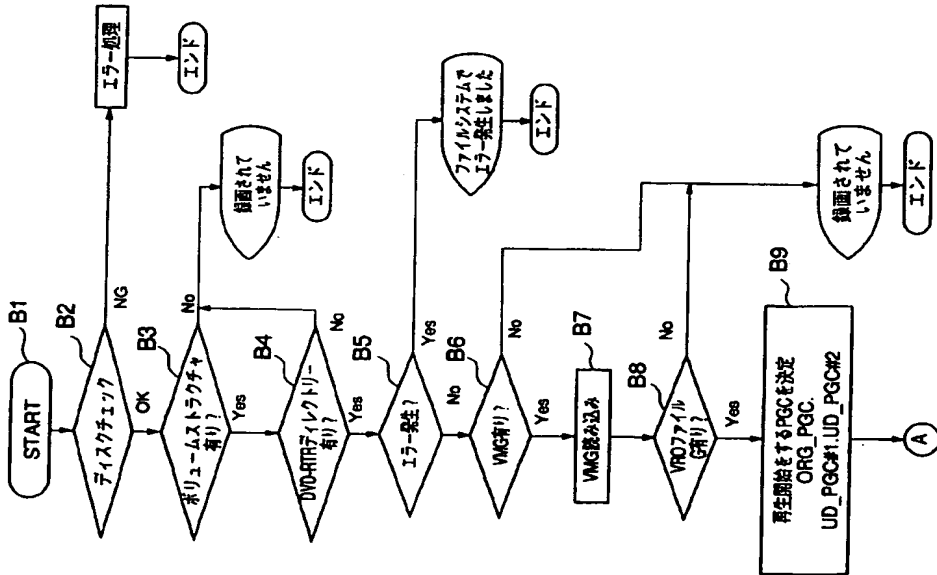 START
B1
ディスクチェック
B2
NG
エラー処理
エンド
OK
ボリュームストラクチャ
有り?
B3
No
録画されて
いません
エンド
Yes
DVD-RTRディレクトリー
有り?
B4
No
Yes
エラー発生?
B5
Yes
ファイルシステムで
エラー発生しました
エンド
No
VMG有り?
B6
No
Yes
VMG読み込み
B7
VROファイル
G有り?
B8
No
録画されて
いません
エンド
Yes
再生開始をするPGCを決定
ORG_PGC.
UD_PGC#1.UD_PGC#2
B9
A